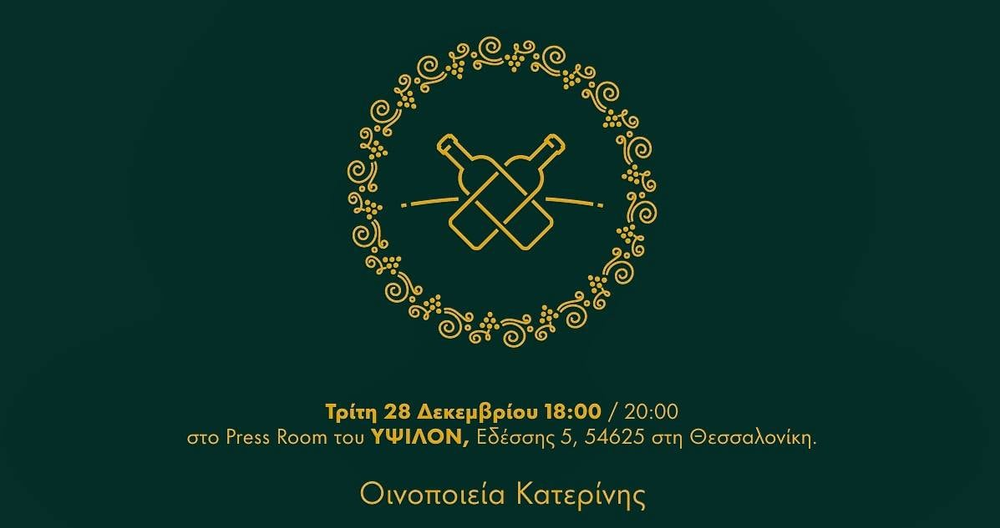 Τρίτη 28 Δεκεμβρίου 18:00 / 20:00
στο Press Room του ΥΨΙΛΟΝ, Εδέσσης 5, 54625 στη Θεσσαλονίκη.
Οινοποιεία Κατερίνης